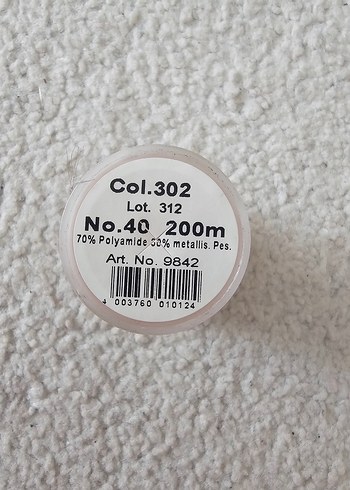 Col.302
Lot. 312
No.40 200m
70% Polyamide 30% metallis. Pes.
Art. No. 9842
4 003760 010124